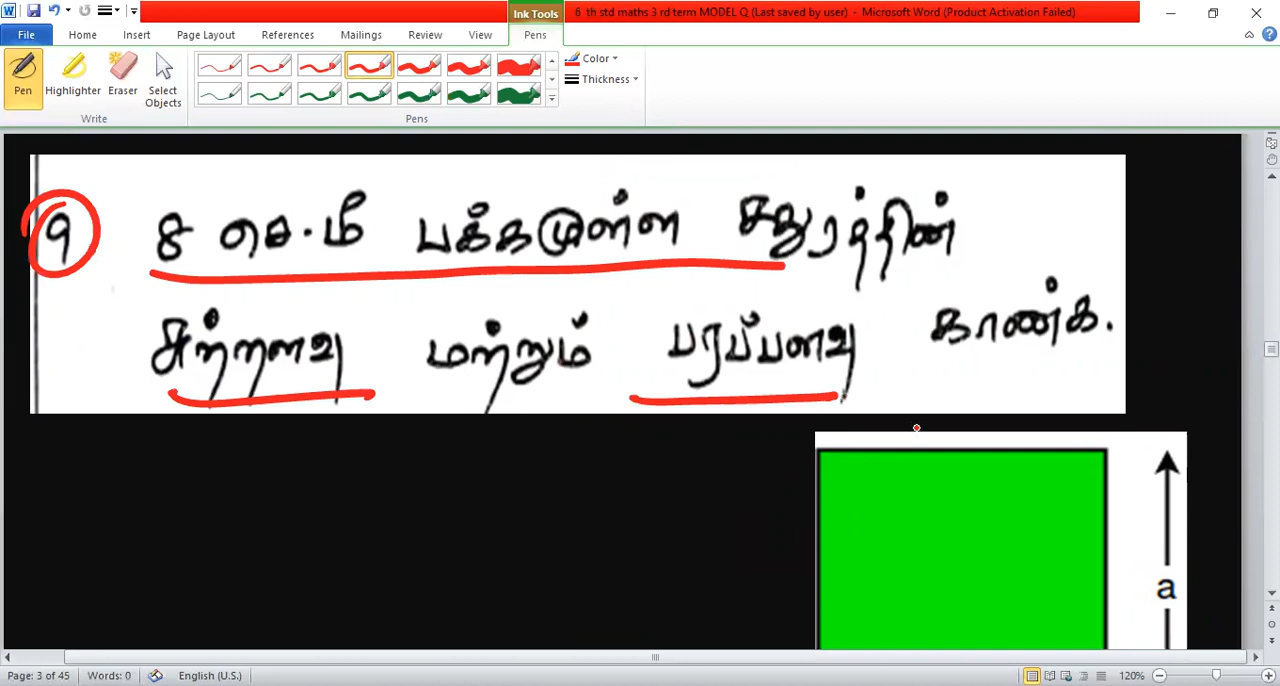 6 th std maths 3 rd term MODEL Q (Last saved by user) - Microsoft Word (Product Activation Failed)
Ink Tools
File Home Insert Page Layout References Mailings Review View Pens
Pen Highlighter Eraser Select Objects
Color
Thickness
Write Pens
9 8 செ.மீ பக்கமுள்ள சதுரத்தின்
சுற்றளவு மற்றும் பரப்பளவு காண்க.
a
Page: 3 of 45 Words: 0 English (U.S.) 120%